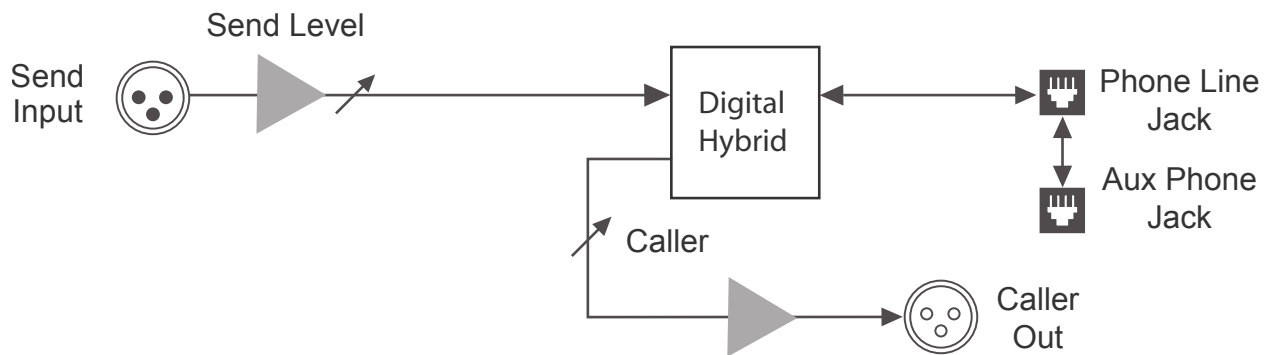 Send Level
Send
Input
Digital
Hybrid
Phone Line
Jack
Aux Phone
Jack
Caller
Caller
Out